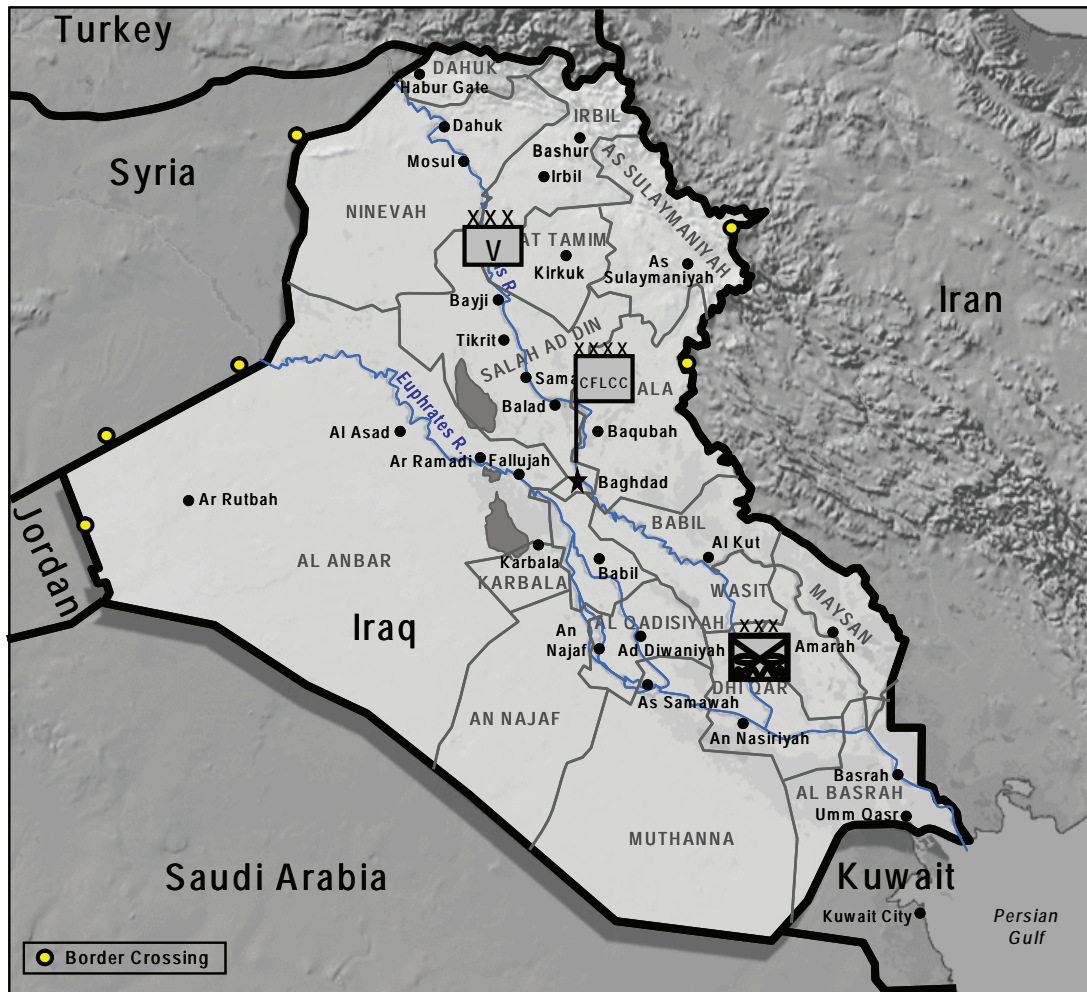 Turkey
DAHUK
Habur Gate
IRBIL
Dahuk
Bashur
Mosul
Irbil
AS SULAYMANIYAH
Syria
NINEVAH
XXX
V
AT TAMIM
Kirkuk
As
Sulaymaniyah
s R.
Iran
Bayji
Tikrit
SALAH AD DIN
XXXX
CFLCC
Sama
ALA
Balad
Euphrates R.
Al Asad
Baqubah
Ar Ramadi
Fallujah
Baghdad
Ar Rutbah
BABIL
Jordan
Al Kut
AL ANBAR
Karbala
KARBALA
Babil
WASIT
MAYSAN
Iraq
An
Najaf
AL QADISIYAH
Ad Diwaniyah
XXX
Amarah
DHI QAR
As Samawah
AN NAJAF
An Nasiriyah
Basrah
AL BASRAH
Umm Qasr
MUTHANNA
Saudi Arabia
Kuwait
Kuwait City
Persian
Gulf
Border Crossing